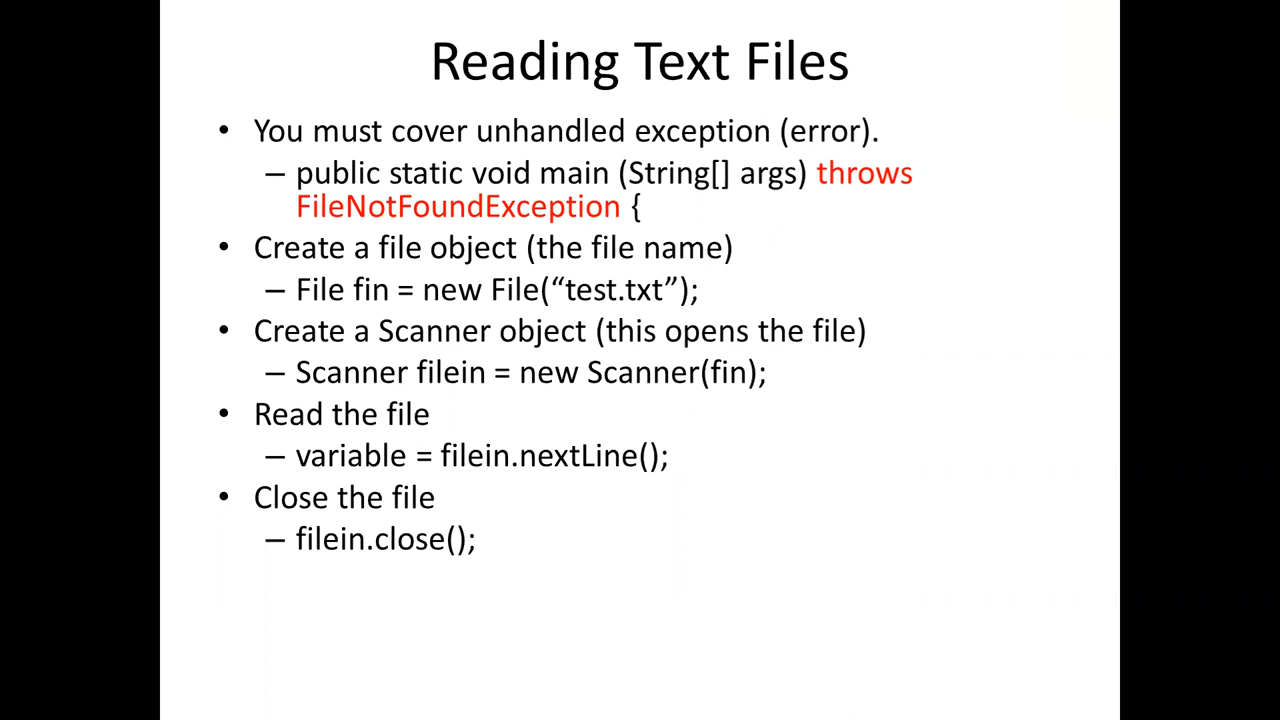 Reading Text Files
• You must cover unhandled exception (error).
– public static void main (String[] args) throws
FileNotFoundException {
• Create a file object (the file name)
– File fin = new File(“test.txt”);
• Create a Scanner object (this opens the file)
– Scanner filein = new Scanner(fin);
• Read the file
– variable = filein.nextLine();
• Close the file
– filein.close();